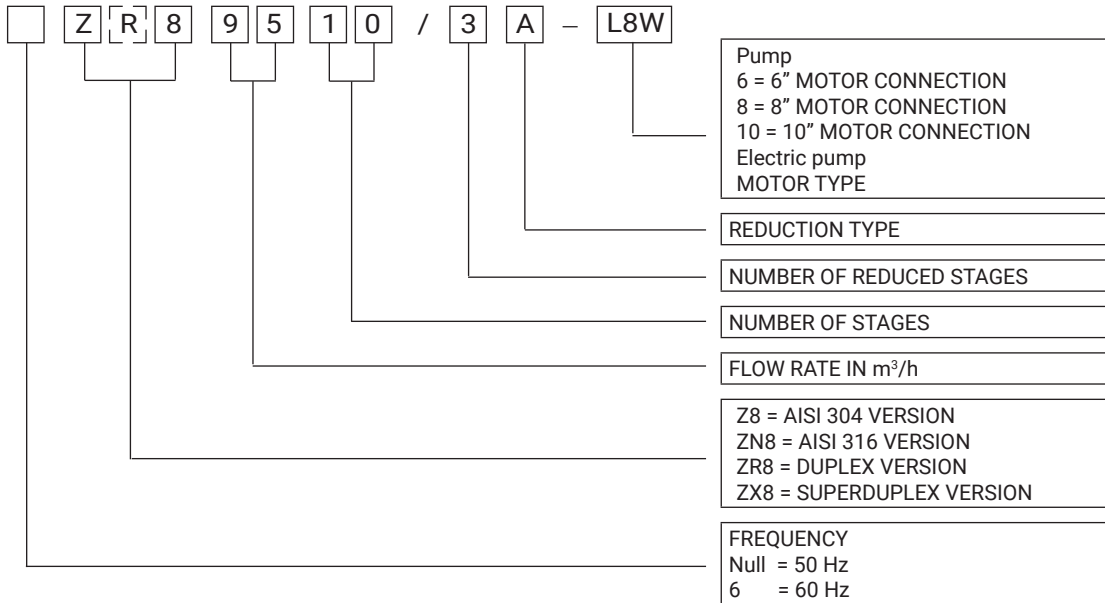 Z R 8 9 5 1 0 / 3 A – L8W
Pump
6 = 6” MOTOR CONNECTION
8 = 8” MOTOR CONNECTION
10 = 10” MOTOR CONNECTION
Electric pump
MOTOR TYPE
REDUCTION TYPE
NUMBER OF REDUCED STAGES
NUMBER OF STAGES
FLOW RATE IN m³/h
Z8 = AISI 304 VERSION
ZN8 = AISI 316 VERSION
ZR8 = DUPLEX VERSION
ZX8 = SUPERDUPLEX VERSION
FREQUENCY
Null = 50 Hz
6 = 60 Hz